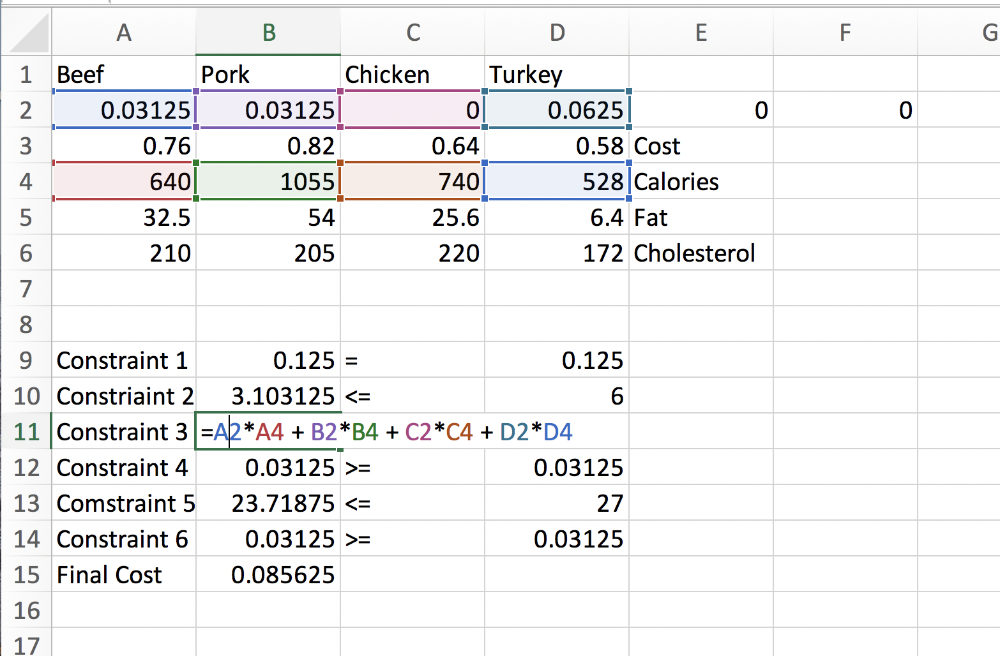 A B C D E F G
1 Beef Pork Chicken Turkey
2 0.03125 0.03125 0 0.0625 0 0
3 0.76 0.82 0.64 0.58 Cost
4 640 1055 740 528 Calories
5 32.5 54 25.6 6.4 Fat
6 210 205 220 172 Cholesterol
7
8
9 Constraint 1 0.125 = 0.125
10 Constriaint 2 3.103125 <= 6
11 Constraint 3 =A2*A4 + B2*B4 + C2*C4 + D2*D4
12 Constraint 4 0.03125 >= 0.03125
13 Comstraint 5 23.71875 <= 27
14 Constraint 6 0.03125 >= 0.03125
15 Final Cost 0.085625
16
17